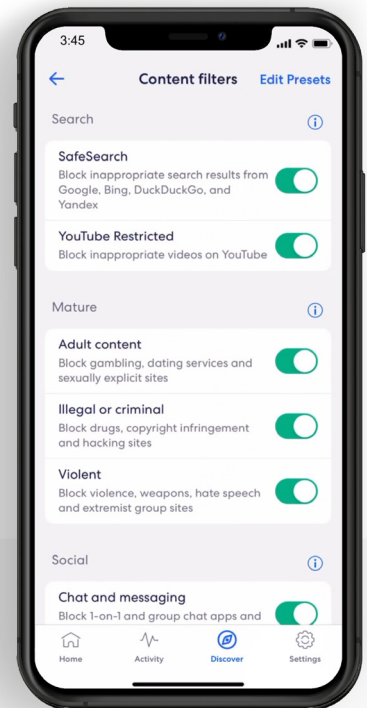 3:45
Content filters
Edit Presets
Search
SafeSearch
Block inappropriate search results from
Google, Bing, DuckDuckGo, and
Yandex
YouTube Restricted
Block inappropriate videos on YouTube
Mature
Adult content
Block gambling, dating services and
sexually explicit sites
Illegal or criminal
Block drugs, copyright infringement
and hacking sites
Violent
Block violence, weapons, hate speech
and extremist group sites
Social
Chat and messaging
Block 1-on-1 and group chat apps and
Home
Activity
Discover
Settings